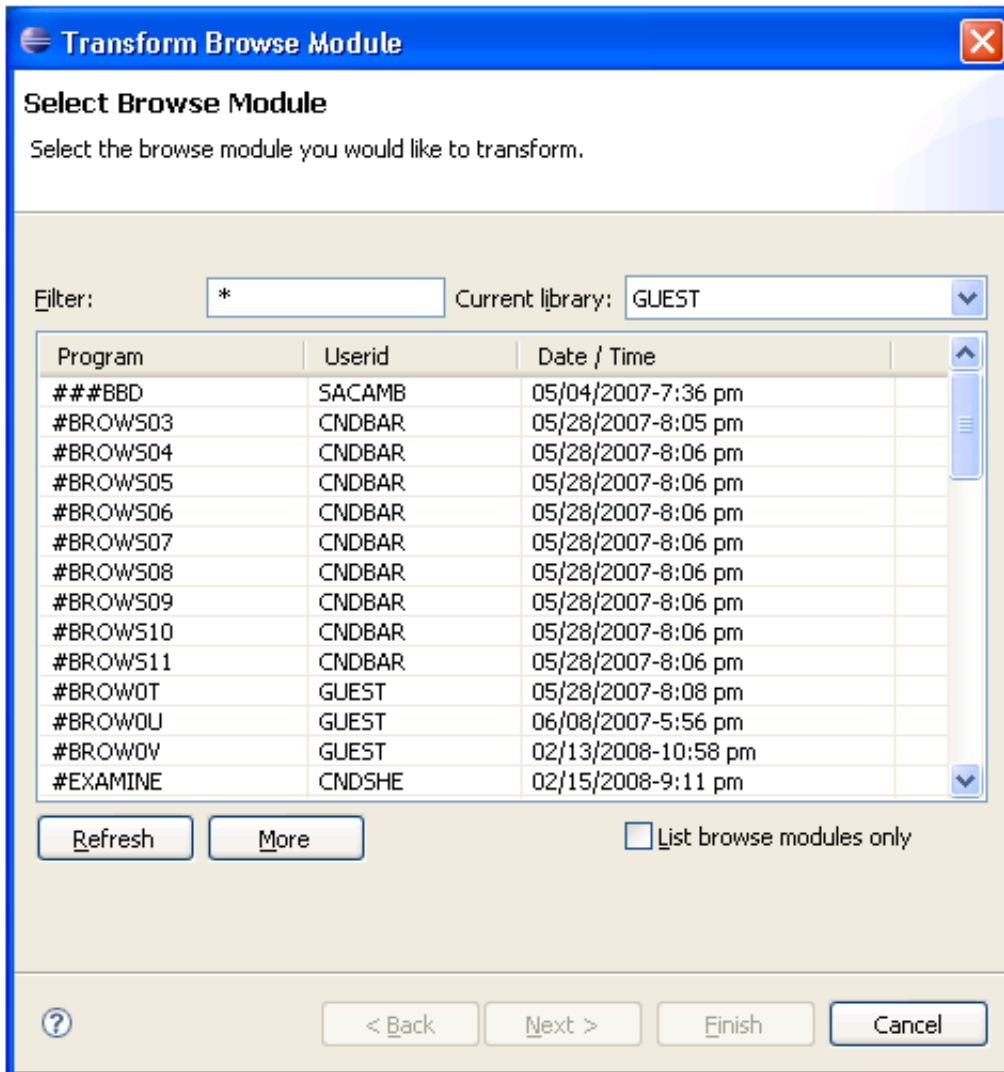 Transform Browse Module
Select Browse Module
Select the browse module you would like to transform.
Filter: * Current library: GUEST
Program Userid Date / Time
###BBD SACAMB 05/04/2007-7:36 pm
#BROWS03 CNDBAR 05/28/2007-8:05 pm
#BROWS04 CNDBAR 05/28/2007-8:06 pm
#BROWS05 CNDBAR 05/28/2007-8:06 pm
#BROWS06 CNDBAR 05/28/2007-8:06 pm
#BROWS07 CNDBAR 05/28/2007-8:06 pm
#BROWS08 CNDBAR 05/28/2007-8:06 pm
#BROWS09 CNDBAR 05/28/2007-8:06 pm
#BROWS10 CNDBAR 05/28/2007-8:06 pm
#BROWS11 CNDBAR 05/28/2007-8:06 pm
#BROW0T GUEST 05/28/2007-8:08 pm
#BROW0U GUEST 06/08/2007-5:56 pm
#BROW0V GUEST 02/13/2008-10:58 pm
#EXAMINE CNDSHE 02/15/2008-9:11 pm
Refresh More List browse modules only
? < Back Next > Finish Cancel